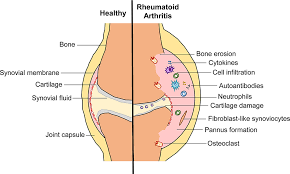 Healthy
Rheumatoid
Arthritis
Bone
Synovial membrane
Cartilage
Synovial fluid
Joint capsule
Bone erosion
Cytokines
Cell infiltration
Autoantibodies
Neutrophils
Cartilage damage
Fibroblast-like synoviocytes
Pannus formation
Osteoclast